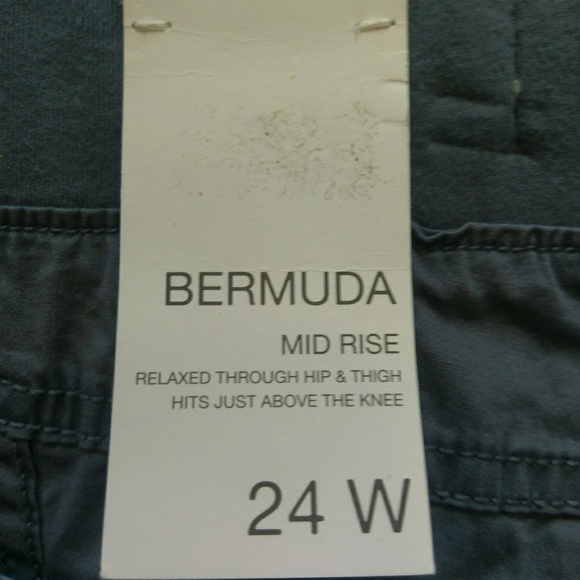 BERMUDA
MID RISE
RELAXED THROUGH HIP & THIGH
HITS JUST ABOVE THE KNEE
24 W